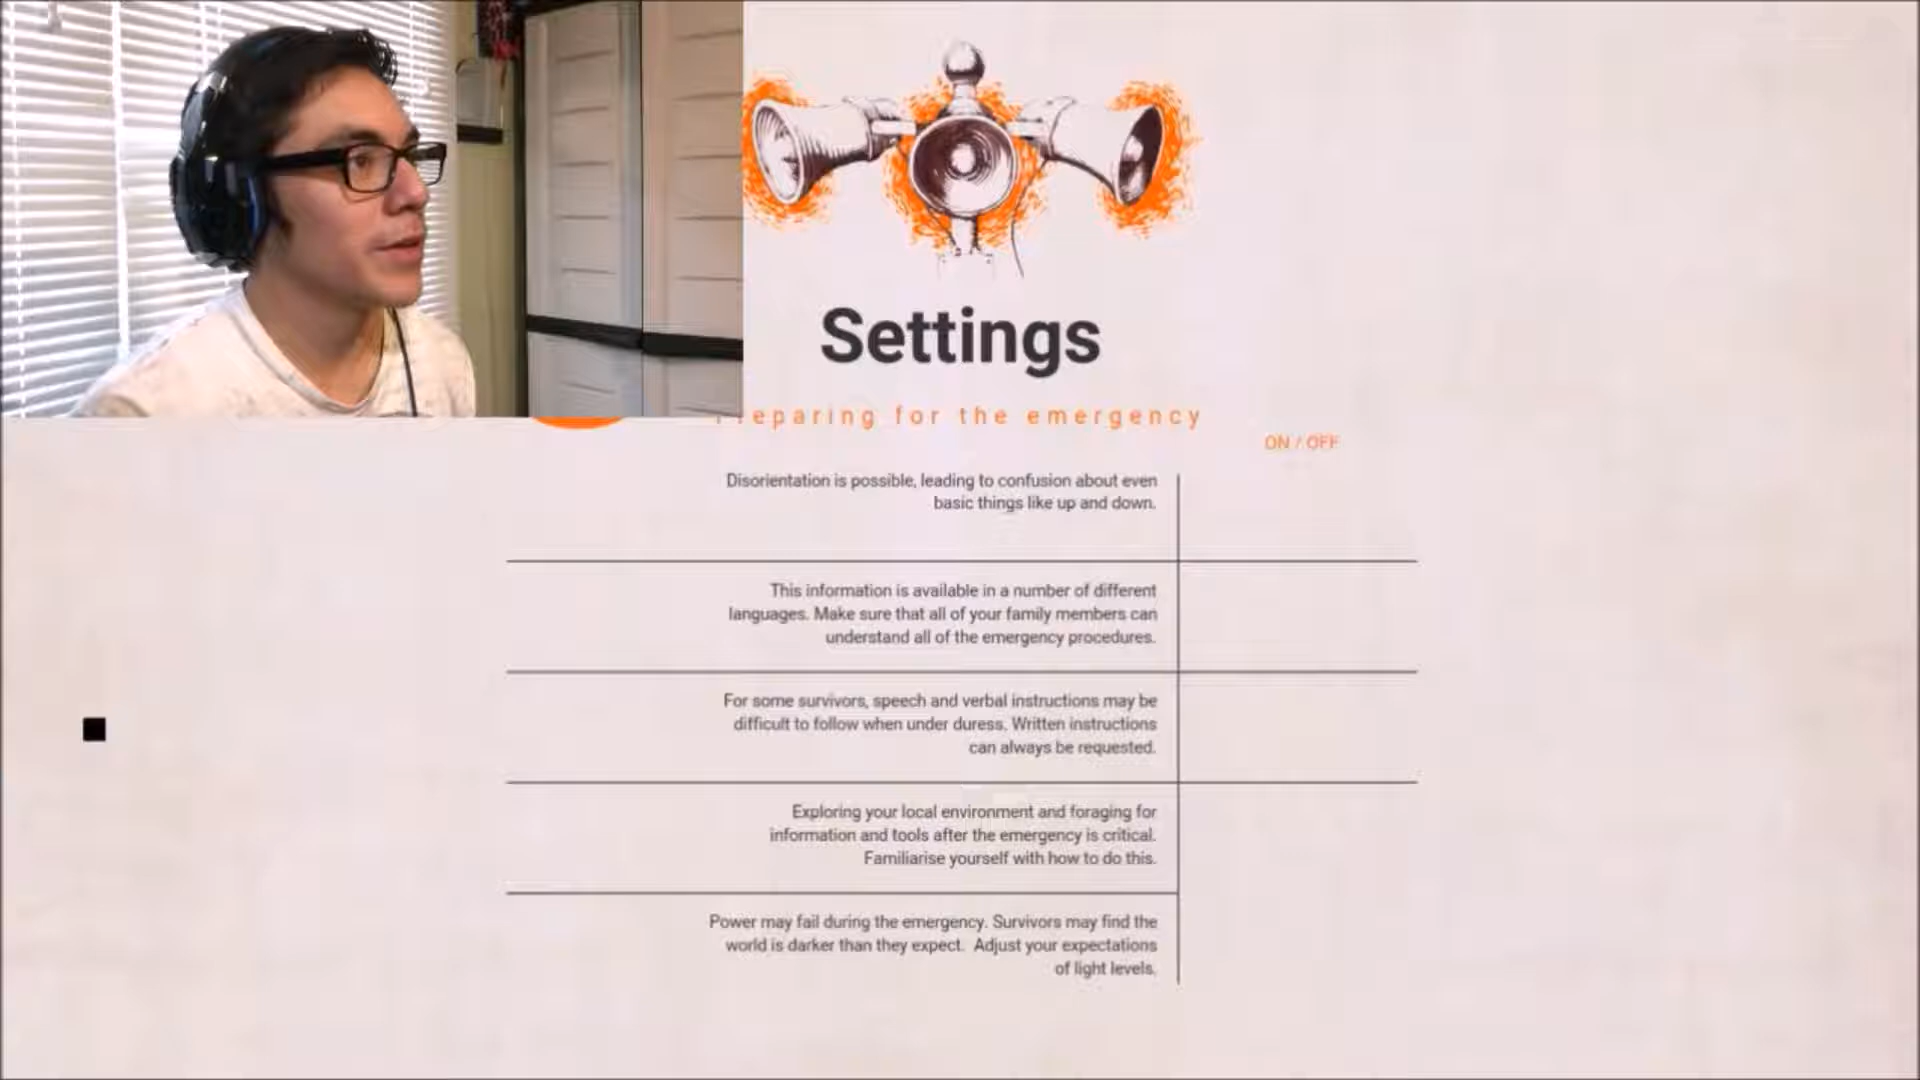 Settings
reparing for the emergency
ON / OFF
Disorientation is possible, leading to confusion about even
basic things like up and down.
This information is available in a number of different
languages. Make sure that all of your family members can
understand all of the emergency procedures.
For some survivors, speech and verbal instructions may be
difficult to follow when under duress. Written instructions
can always be requested.
Exploring your local environment and foraging for
information and tools after the emergency is critical.
Familiarise yourself with how to do this.
Power may fail during the emergency. Survivors may find the
world is darker than they expect. Adjust your expectations
of light levels.